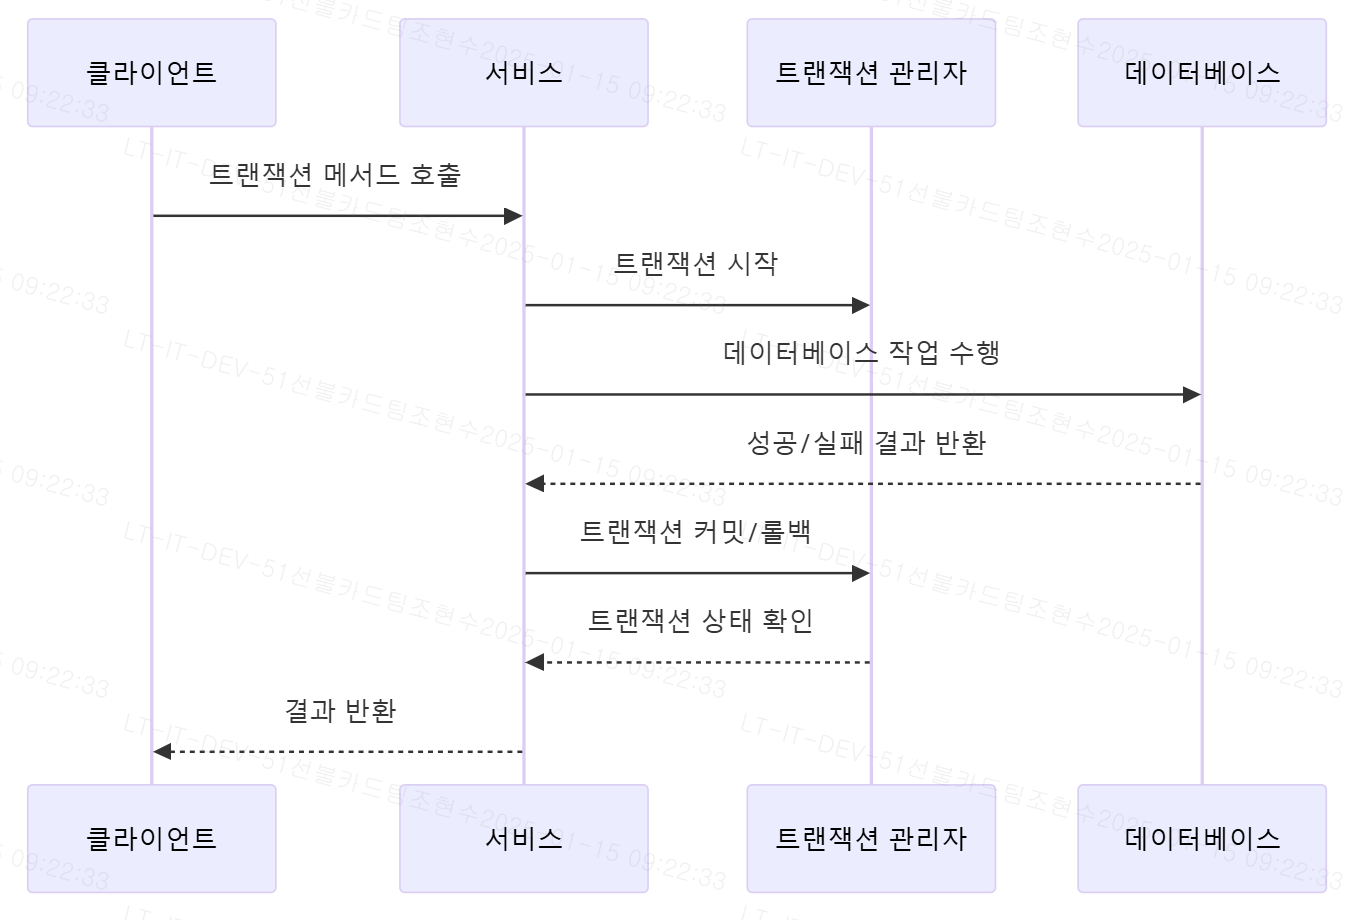 클라이언트
서비스
트랜잭션 관리자
데이터베이스
트랜잭션 메서드 호출
트랜잭션 시작
데이터베이스 작업 수행
성공/실패 결과 반환
트랜잭션 커밋/롤백
트랜잭션 상태 확인
결과 반환
클라이언트
서비스
트랜잭션 관리자
데이터베이스
LT-IT-DEV-51선불카드팀조현수2025-01-15 09:22:33